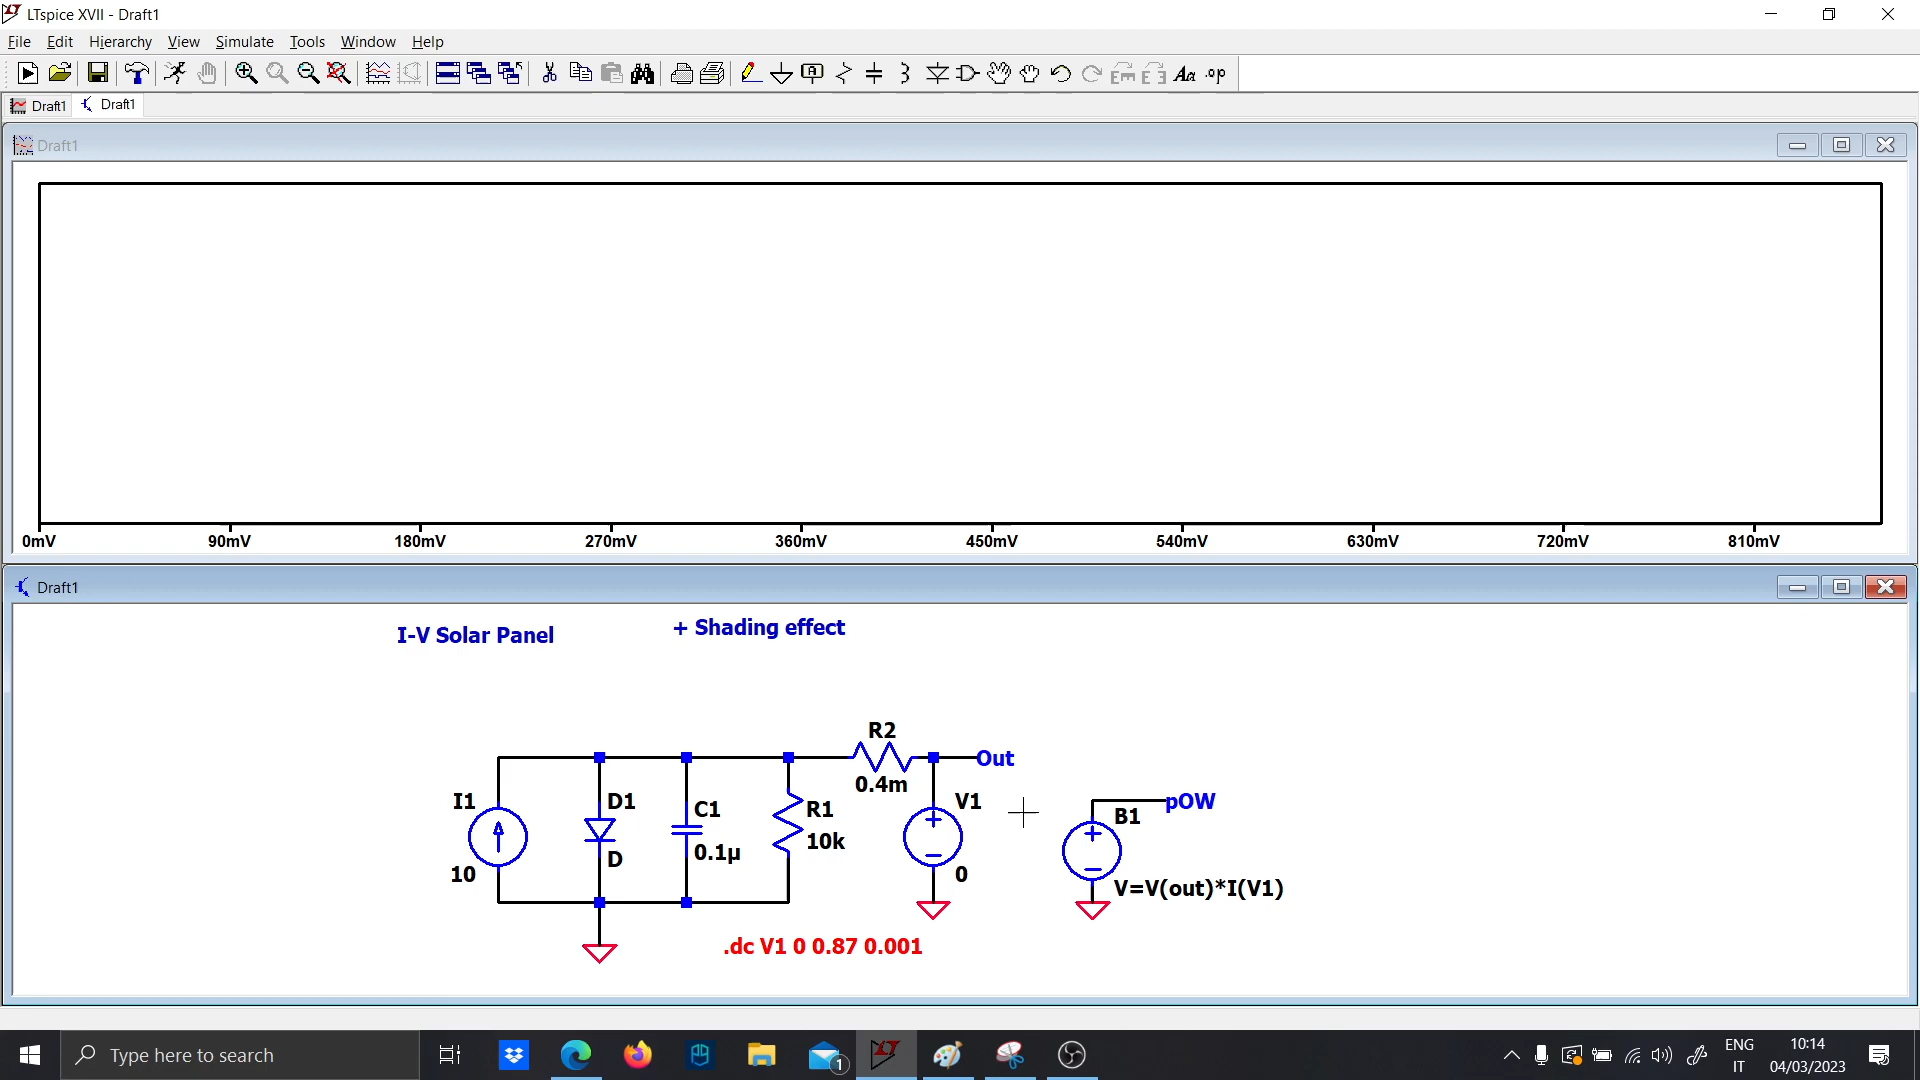 LTspice XVII - Draft1
File Edit Hierarchy View Simulate Tools Window Help
Draft1 Draft1
Draft1
0mV 90mV 180mV 270mV 360mV 450mV 540mV 630mV 720mV 810mV
Draft1
I-V Solar Panel
+ Shading effect
R2
0.4m
Out
I1
10
D1
D
C1
0.1µ
R1
10k
V1
0
pOW
B1
V=V(out)*I(V1)
.dc V1 0 0.87 0.001
Type here to search
1
ENG
IT
10:14
04/03/2023